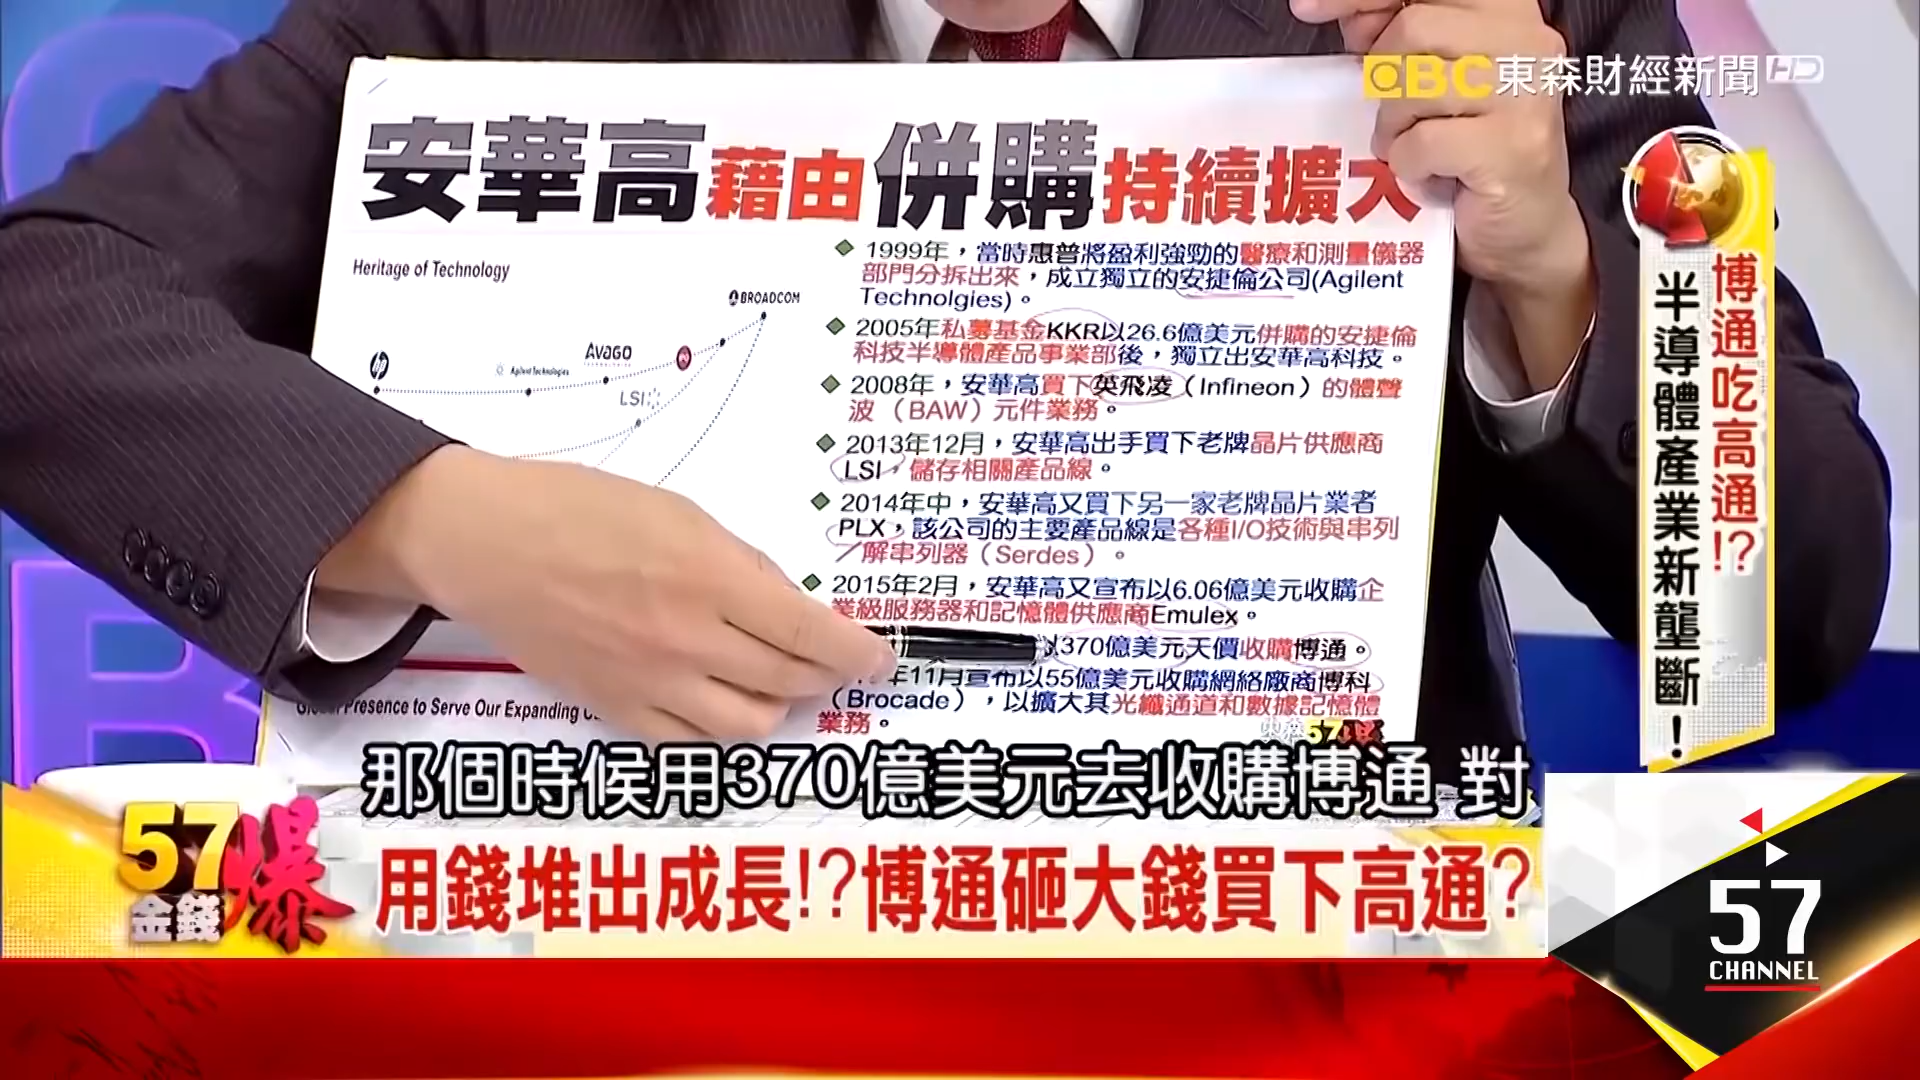 EBC東森財經新聞HD
安華高藉由併購持續擴大
Heritage of Technology
BROADCOM
hp
Agilent Technologies
AVAGO
LSI
◆ 1999年，當時惠普將盈利強勁的醫療和測量儀器
部門分拆出來，成立獨立的安捷倫公司(Agilent
Technolgies)。
◆ 2005年私募基金KKR以26.6億美元併購的安捷倫
科技半導體產品事業部後，獨立出安華高科技。
◆ 2008年，安華高買下英飛凌（Infineon）的體聲
波（BAW）元件業務。
◆ 2013年12月，安華高出手買下老牌晶片供應商
LSI，儲存相關產品線。
◆ 2014年中，安華高又買下另一家老牌晶片業者
PLX，該公司的主要產品線是各種I/O技術與串列
／解串列器（Serdes）。
◆ 2015年2月，安華高又宣布以6.06億美元收購企
業級服務器和記憶體供應商Emulex。
以370億美元天價收購博通。
年11月宣布以55億美元收購網絡廠商博科
（Brocade），以擴大其光纖通道和數據記憶體
業務。
Presence to Serve Our Expanding
東森57爆
博通吃高通!?
半導體產業新壟斷！
那個時候用370億美元去收購博通 對
57爆
金錢
用錢堆出成長!?博通砸大錢買下高通?
57
CHANNEL